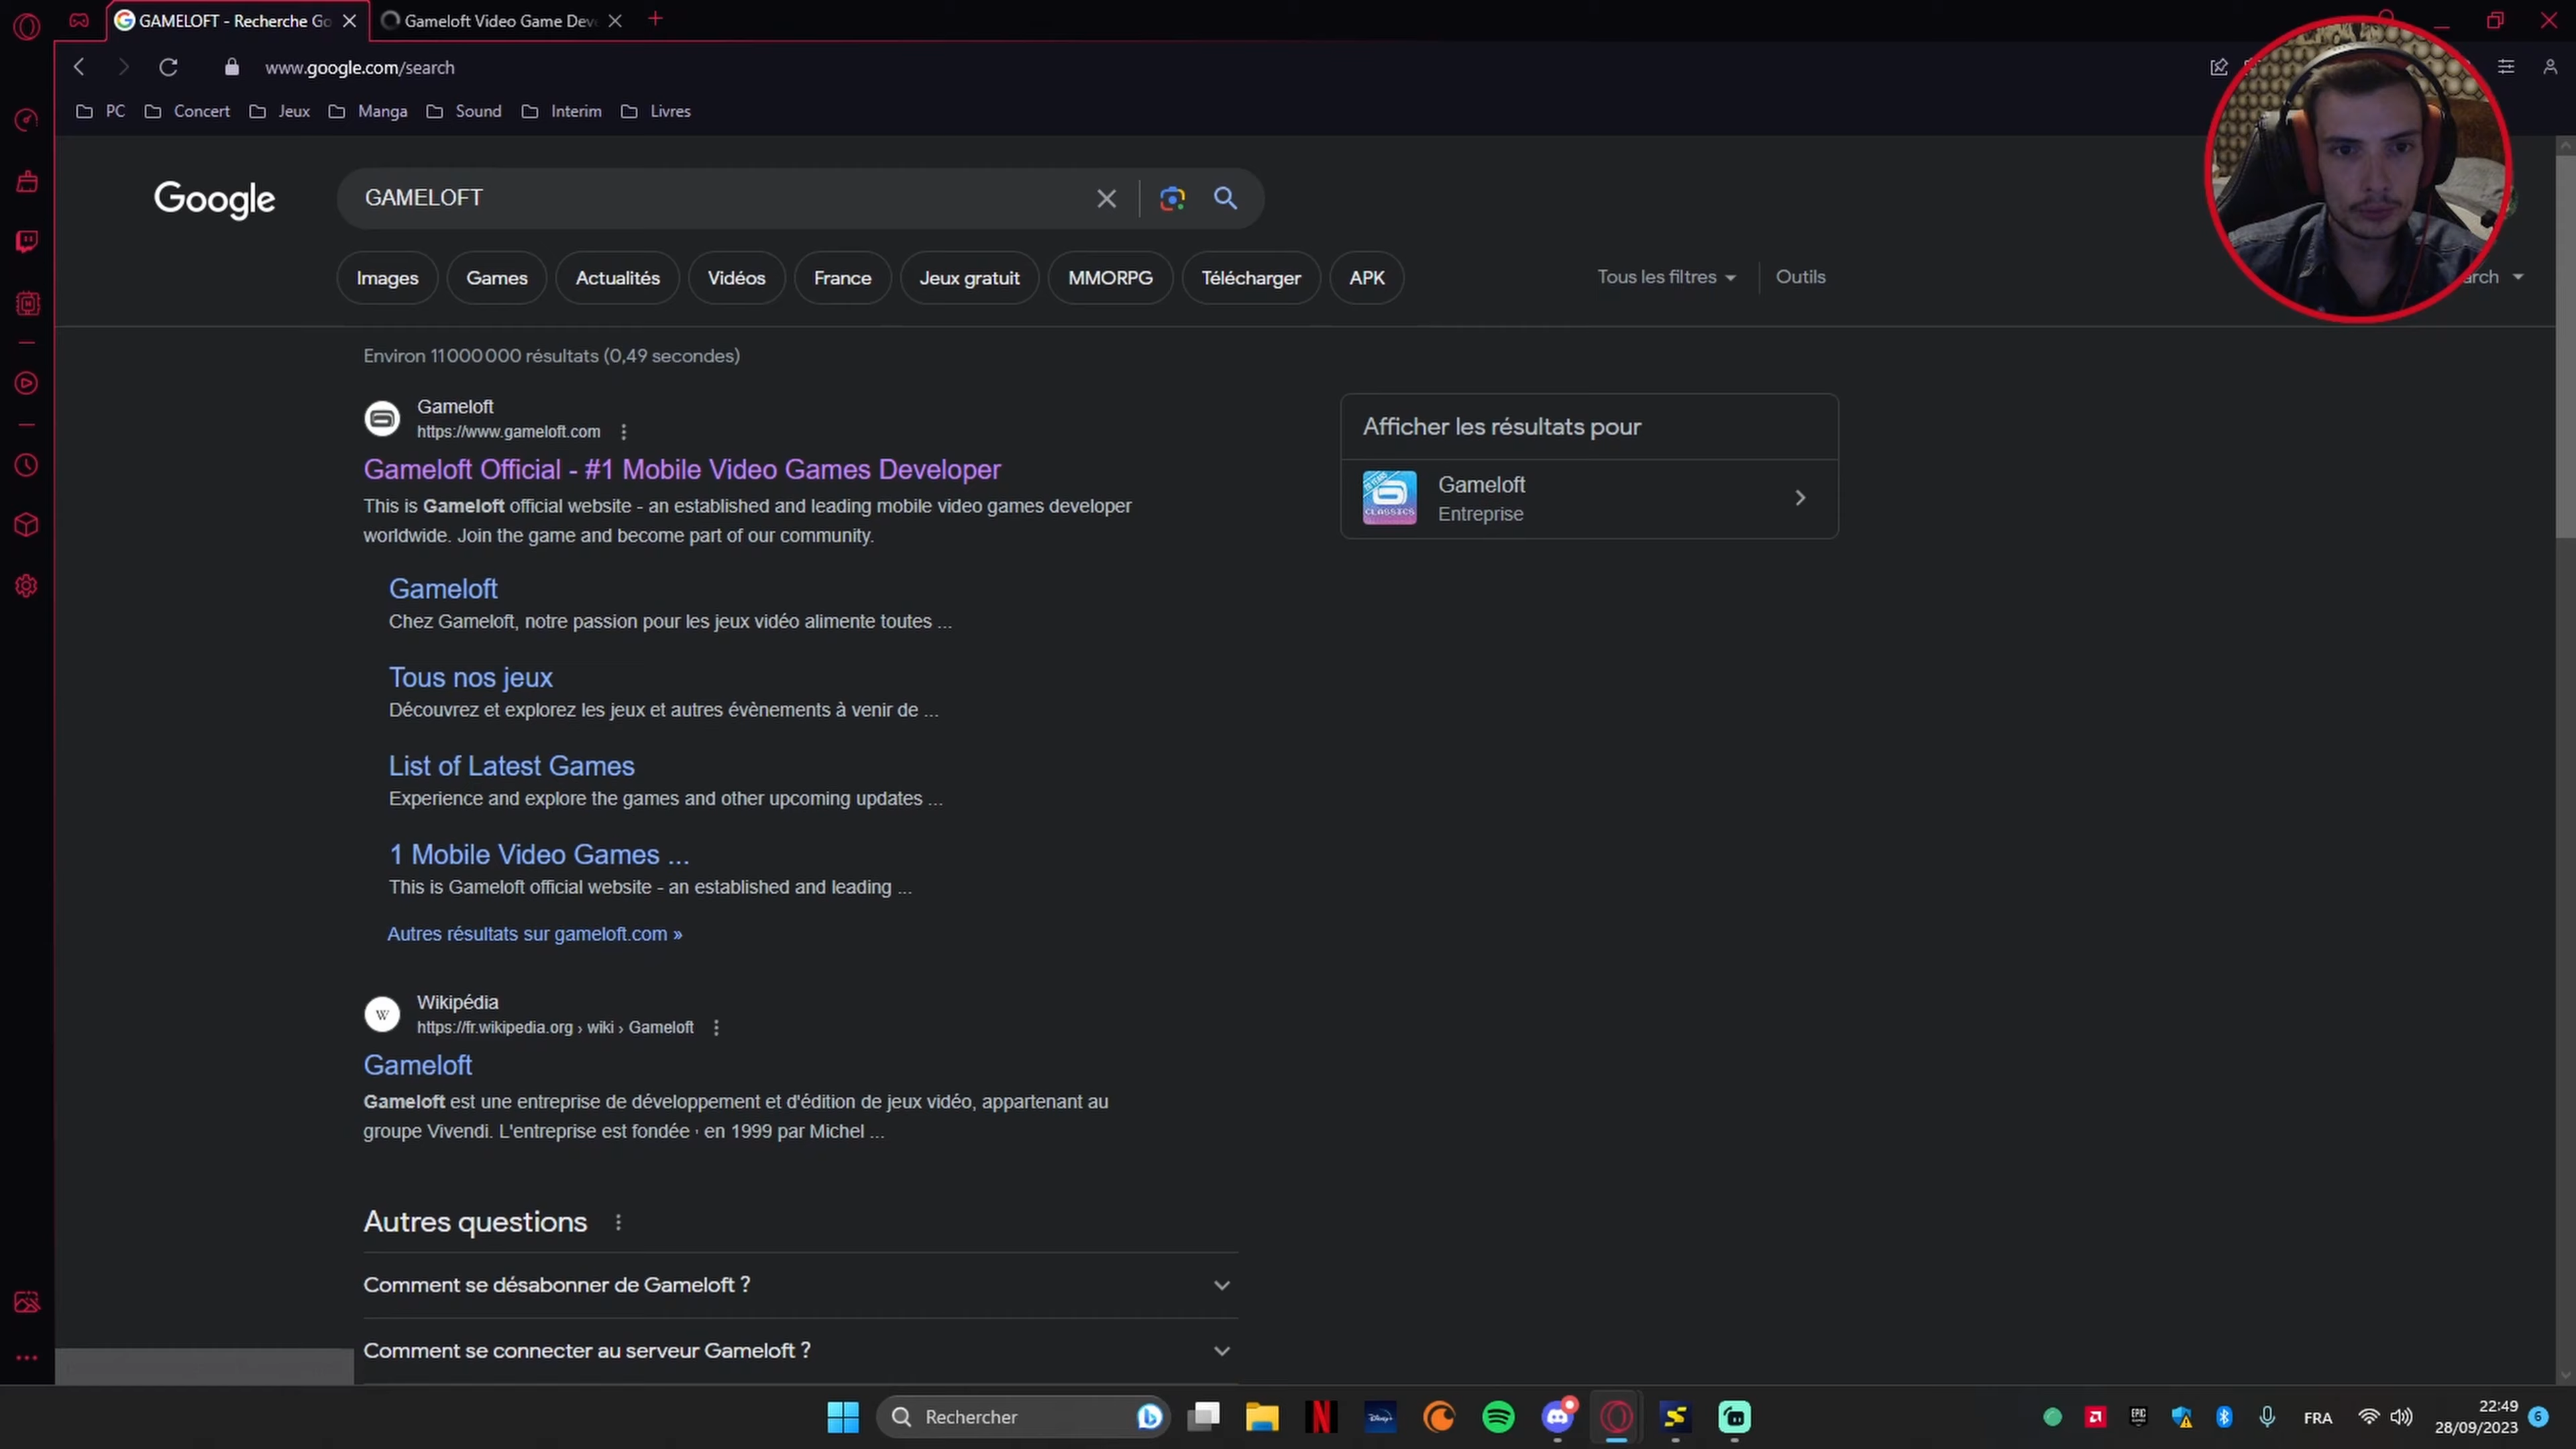 GAMELOFT - Recherche Go
Gameloft Video Game Deve
www.google.com/search
PC
Concert
Jeux
Manga
Sound
Interim
Livres
Google
GAMELOFT
Images
Games
Actualités
Vidéos
France
Jeux gratuit
MMORPG
Télécharger
APK
Tous les filtres
Outils
arch
Environ 11 000 000 résultats (0,49 secondes)
Gameloft
https://www.gameloft.com
Gameloft Official - #1 Mobile Video Games Developer
This is Gameloft official website - an established and leading mobile video games developer
worldwide. Join the game and become part of our community.
Gameloft
Chez Gameloft, notre passion pour les jeux vidéo alimente toutes ...
Tous nos jeux
Découvrez et explorez les jeux et autres évènements à venir de ...
List of Latest Games
Experience and explore the games and other upcoming updates ...
1 Mobile Video Games ...
This is Gameloft official website - an established and leading ...
Autres résultats sur gameloft.com »
Afficher les résultats pour
CLASSICS
Gameloft
Entreprise
W
Wikipédia
https://fr.wikipedia.org › wiki › Gameloft
Gameloft
Gameloft est une entreprise de développement et d'édition de jeux vidéo, appartenant au
groupe Vivendi. L'entreprise est fondée , en 1999 par Michel ...
Autres questions
Comment se désabonner de Gameloft ?
Comment se connecter au serveur Gameloft ?
Rechercher
N
Disney+
EPIC
FRA
22:49
28/09/2023
6